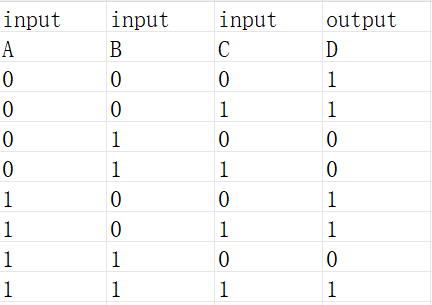 input input input output
A B C D
0 0 0 1
0 0 1 1
0 1 0 0
0 1 1 0
1 0 0 1
1 0 1 1
1 1 0 0
1 1 1 1